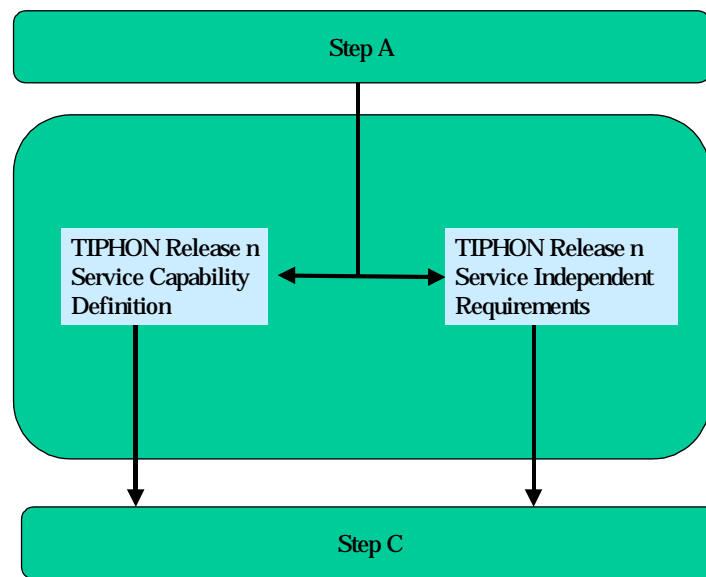 Step A
TIPHON Release n
Service Capability
Definition
TIPHON Release n
Service Independent
Requirements
Step C